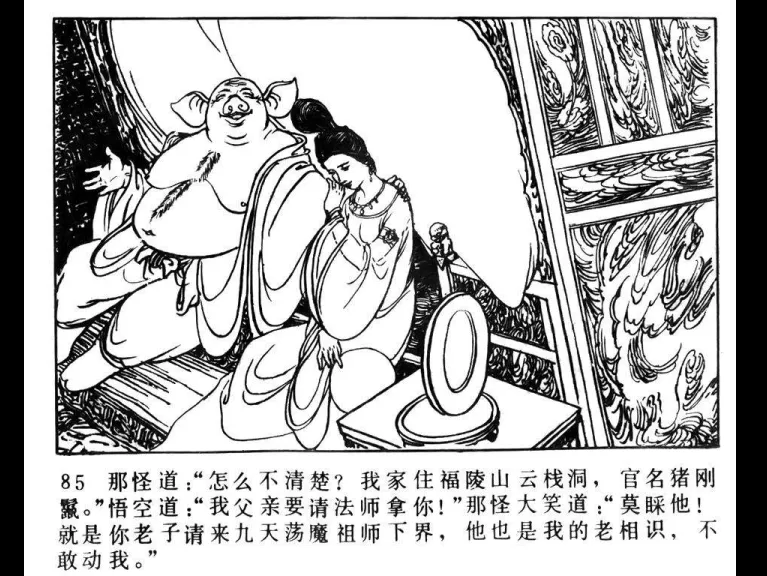 85 那怪道:“怎么不清楚? 我家住福陵山云栈洞, 官名猪刚
鬣。”悟空道:“我父亲要请法师拿你!”那怪大笑道:“莫睬他!
就是你老子请来九天荡魔祖师下界, 他也是我的老相识, 不
敢动我。”